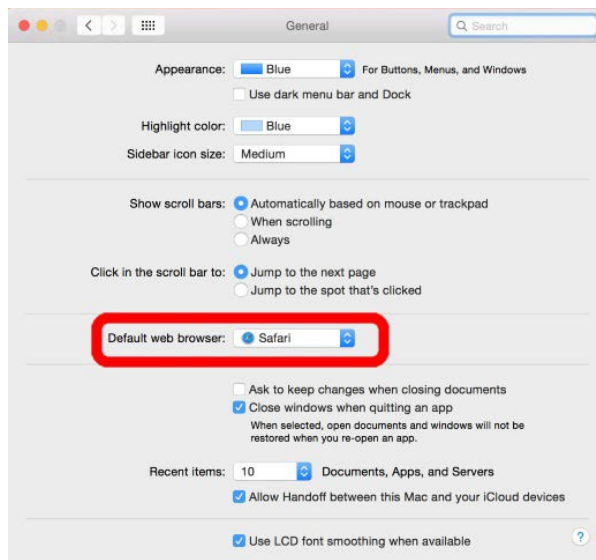 General
Search
Appearance: Blue For Buttons, Menus, and Windows
Use dark menu bar and Dock
Highlight color: Blue
Sidebar icon size: Medium
Show scroll bars: Automatically based on mouse or trackpad
When scrolling
Always
Click in the scroll bar to: Jump to the next page
Jump to the spot that's clicked
Default web browser: Safari
Ask to keep changes when closing documents
Close windows when quitting an app
When selected, open documents and windows will not be
restored when you re-open an app.
Recent items: 10 Documents, Apps, and Servers
Allow Handoff between this Mac and your iCloud devices
Use LCD font smoothing when available ?